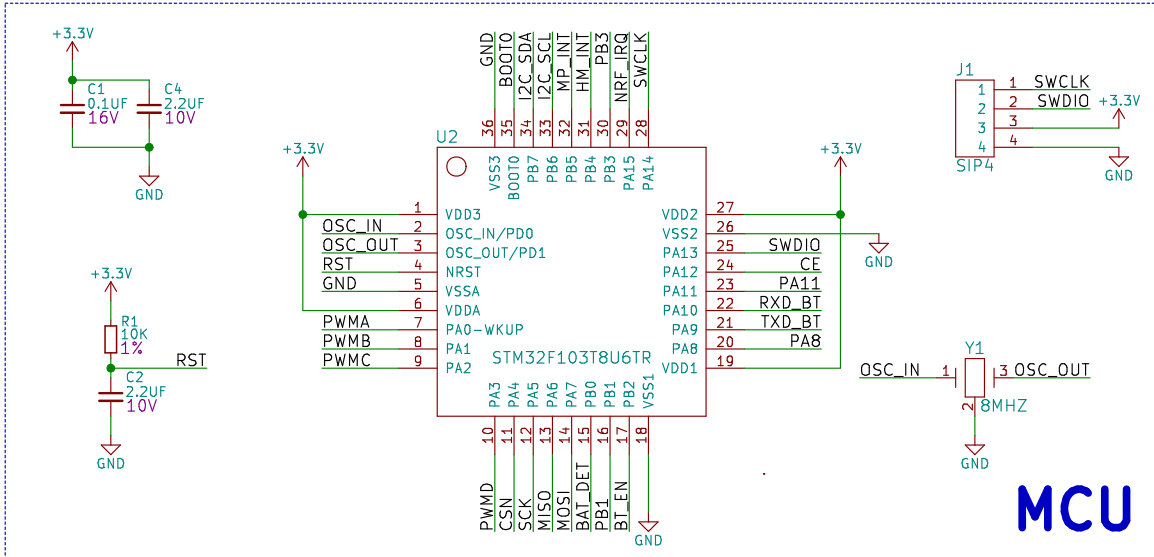 +3.3V
C1
0.1UF
16V
C4
2.2UF
10V
GND
+3.3V
R1
10K
1%
RST
C2
2.2UF
10V
GND
GND
BOOT0
I2C_SDA
I2C_SCL
MP_INT
HM_INT
PB3
NRF_IRQ
SWCLK
36
35
34
33
32
31
30
29
28
U2
VSS3
BOOT0
PB7
PB6
PB5
PB4
PB3
PA15
PA14
+3.3V
1 VDD3
OSC_IN 2 OSC_IN/PD0
OSC_OUT 3 OSC_OUT/PD1
RST 4 NRST
GND 5 VSSA
6 VDDA
PWMA 7 PA0-WKUP
PWMB 8 PA1
PWMC 9 PA2
+3.3V
VDD2 27
VSS2 26
GND
PA13 25 SWDIO
PA12 24 CE
PA11 23 PA11
PA10 22 RXD_BT
PA9 21 TXD_BT
PA8 20 PA8
VDD1 19
STM32F103T8U6TR
PA3
PA4
PA5
PA6
PA7
PB0
PB1
PB2
VSS1
10
11
12
13
14
15
16
17
18
PWMD
CSN
SCK
MISO
MOSI
BAT_DET
PB1
BT_EN
GND
J1
1 1 SWCLK
2 2 SWDIO
3 3 +3.3V
4 4
SIP4
GND
Y1
OSC_IN 1 3 OSC_OUT
2 8MHZ
GND
MCU